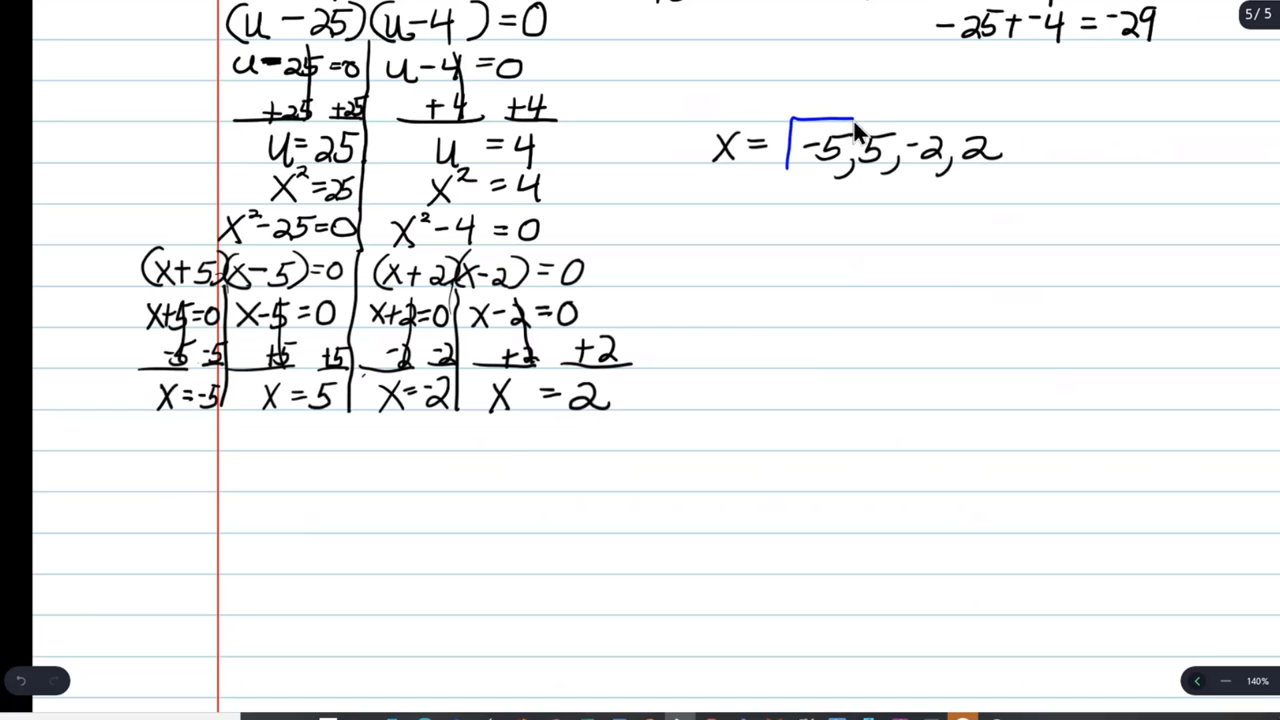 (u - 25)(u - 4) = 0
-25 + -4 = -29
5 / 5
u - 25 = 0 | u - 4 = 0
+25 +25 | +4 +4
u = 25 | u = 4
x = -5, 5, -2, 2
x² = 25 | x² = 4
x² - 25 = 0 | x² - 4 = 0
(x + 5)(x - 5) = 0 | (x + 2)(x - 2) = 0
x + 5 = 0 | x - 5 = 0 | x + 2 = 0 | x - 2 = 0
-5 -5 | +5 +5 | -2 -2 | +2 +2
x = -5 | x = 5 | x = -2 | x = 2
140%